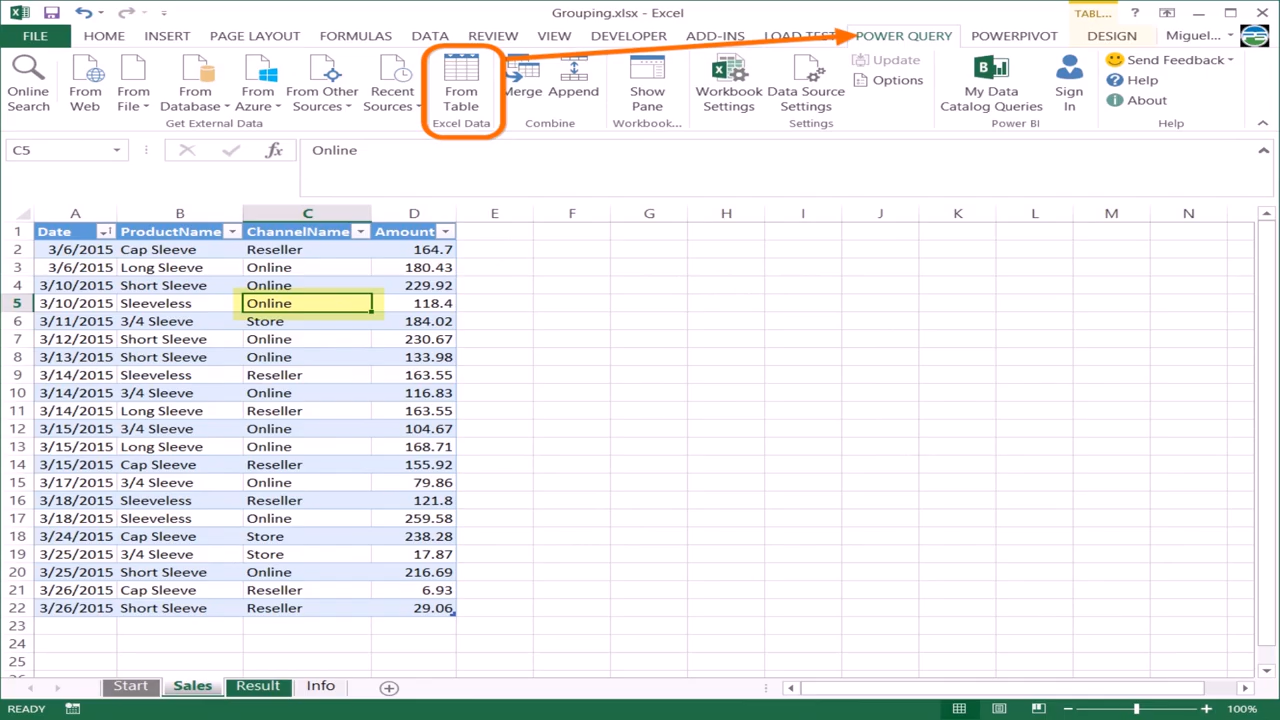 Grouping.xlsx - Excel
TABL...
?
FILE HOME INSERT PAGE LAYOUT FORMULAS DATA REVIEW VIEW DEVELOPER ADD-INS LOAD TEST POWER QUERY POWERPIVOT DESIGN Miguel...
Online Search
From Web
From File
From Database
From Azure
From Other Sources
Recent Sources
Get External Data
From Table
Excel Data
Merge
Append
Combine
Show Pane
Workbook...
Workbook Settings
Data Source Settings
Update
Options
Settings
My Data Catalog Queries
Sign In
Power BI
Send Feedback
Help
About
Help
C5 fx Online
A B C D E F G H I J K L M N
1 Date ProductName ChannelName Amount
2 3/6/2015 Cap Sleeve Reseller 164.7
3 3/6/2015 Long Sleeve Online 180.43
4 3/10/2015 Short Sleeve Online 229.92
5 3/10/2015 Sleeveless Online 118.4
6 3/11/2015 3/4 Sleeve Store 184.02
7 3/12/2015 Short Sleeve Online 230.67
8 3/13/2015 Short Sleeve Online 133.98
9 3/14/2015 Sleeveless Reseller 163.55
10 3/14/2015 3/4 Sleeve Online 116.83
11 3/14/2015 Long Sleeve Reseller 163.55
12 3/15/2015 3/4 Sleeve Online 104.67
13 3/15/2015 Long Sleeve Online 168.71
14 3/15/2015 Cap Sleeve Reseller 155.92
15 3/17/2015 3/4 Sleeve Online 79.86
16 3/18/2015 Sleeveless Reseller 121.8
17 3/18/2015 Sleeveless Online 259.58
18 3/24/2015 Cap Sleeve Store 238.28
19 3/25/2015 3/4 Sleeve Store 17.87
20 3/25/2015 Short Sleeve Online 216.69
21 3/26/2015 Cap Sleeve Reseller 6.93
22 3/26/2015 Short Sleeve Reseller 29.06
23
24
25
Start Sales Result Info
READY 100%